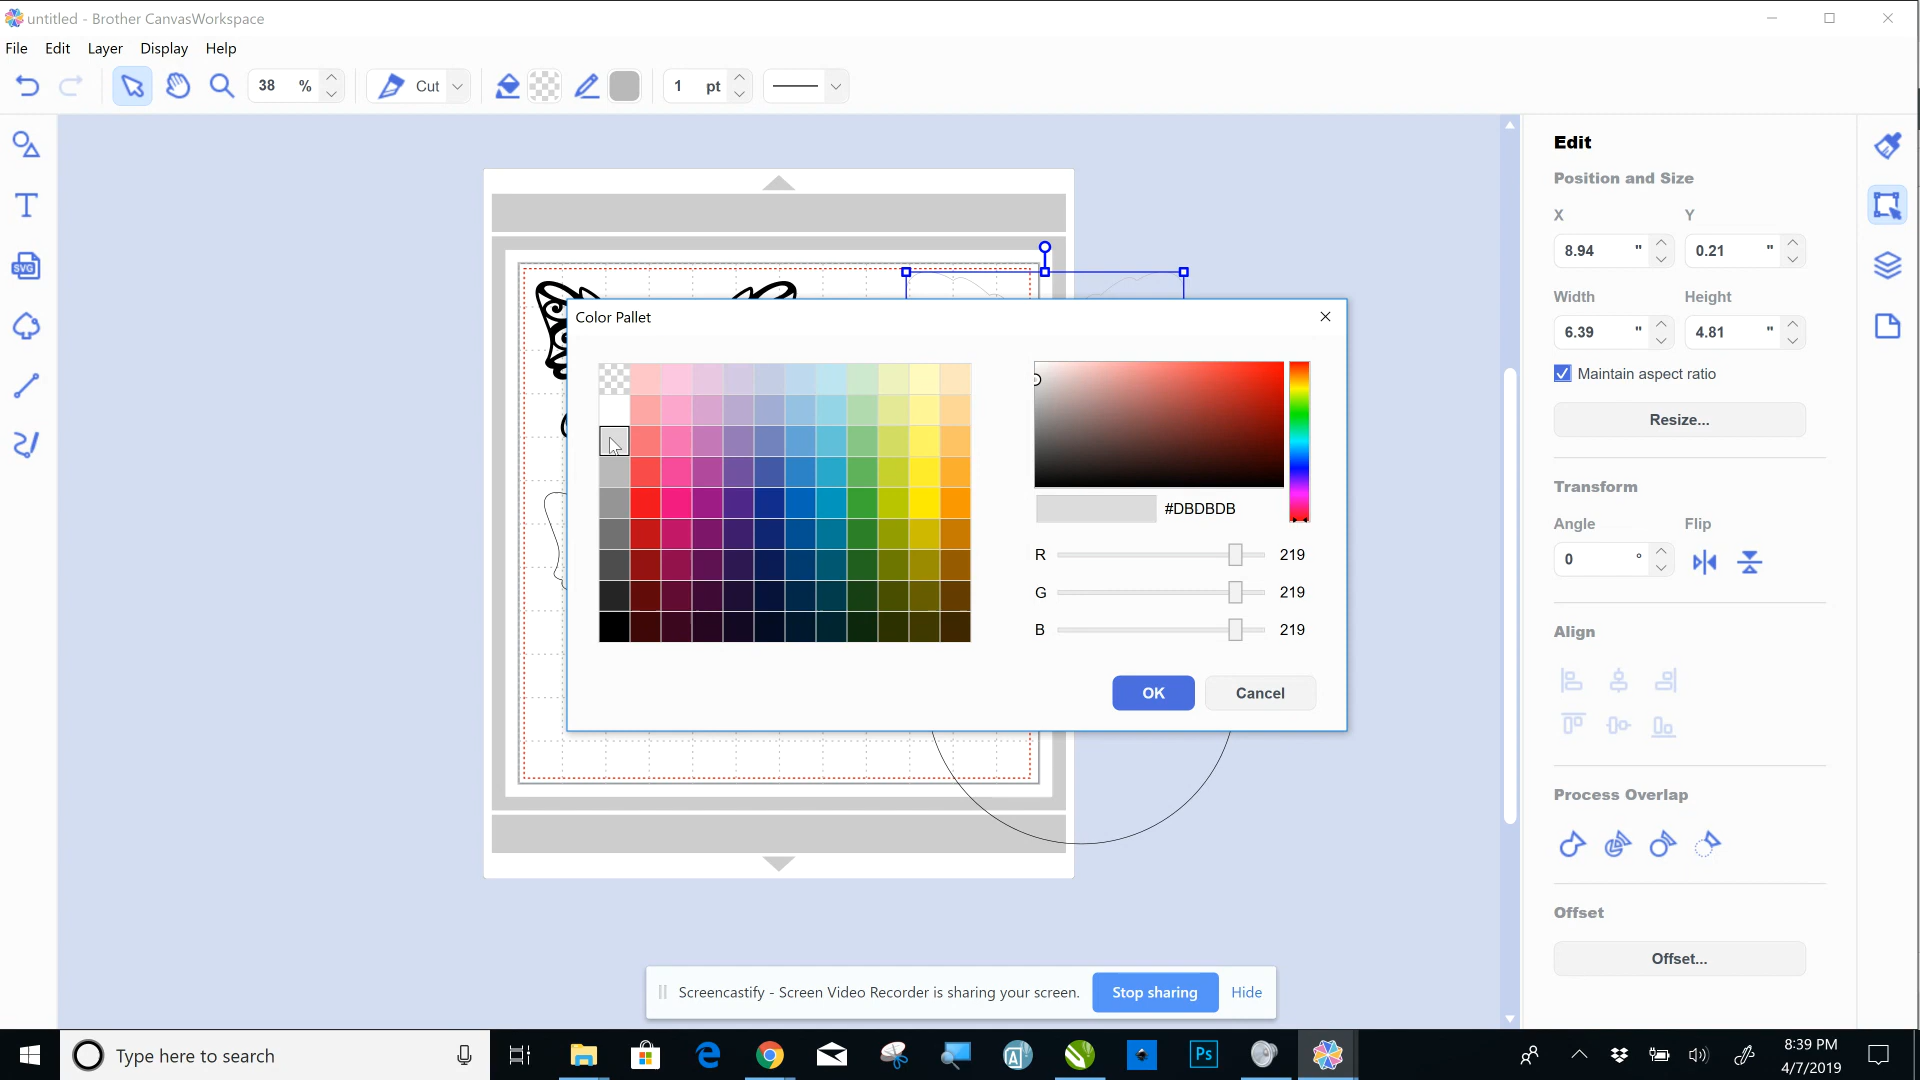 untitled - Brother CanvasWorkspace
File Edit Layer Display Help
38 % Cut 1 pt
SVG
Edit
Position and Size
X Y
8.94 " 0.21 "
Width Height
6.39 " 4.81 "
Maintain aspect ratio
Resize...
Transform
Angle Flip
0 °
Align
Process Overlap
Offset
Offset...
Color Pallet
#DBDBDB
R 219
G 219
B 219
OK Cancel
Screencastify - Screen Video Recorder is sharing your screen. Stop sharing Hide
Type here to search
Ps
8:39 PM
4/7/2019